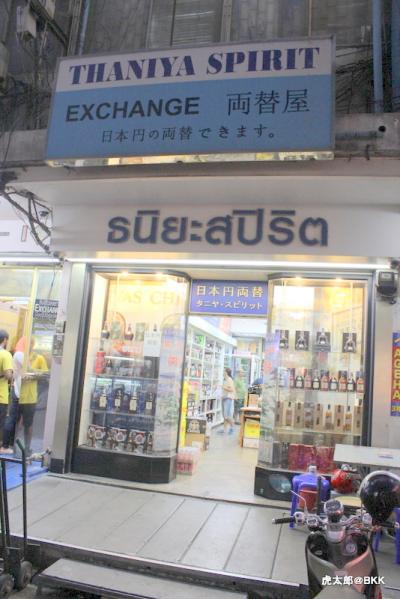 THANIYA SPIRIT
EXCHANGE 両替屋
日本円の両替できます。
ธนิยะสปิริต
日本円両替
タニヤ・スピリット
虎太郎@BKK